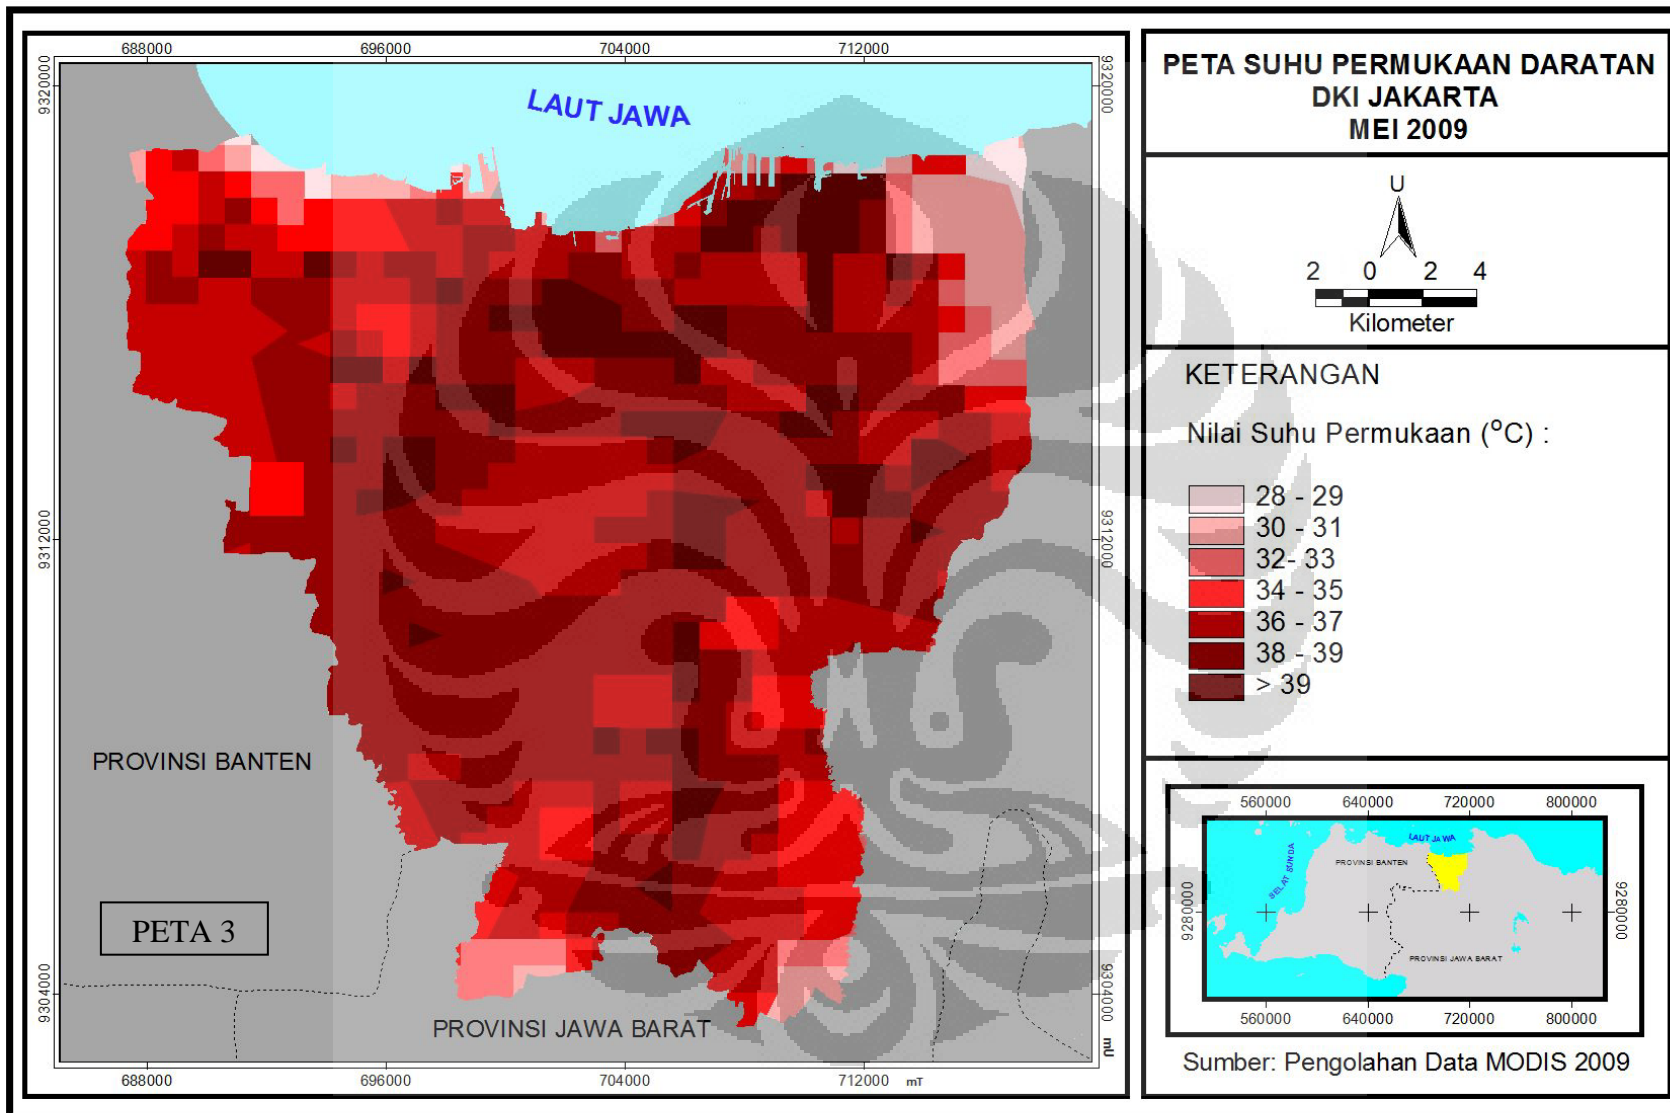 688000 696000 704000 712000
9320000 9320000
LAUT JAWA
9312000 9312000
PROVINSI BANTEN
PETA 3
9304000 9304000
PROVINSI JAWA BARAT
mU
688000 696000 704000 712000 mT
PETA SUHU PERMUKAAN DARATAN
DKI JAKARTA
MEI 2009
U
2 0 2 4
Kilometer
KETERANGAN
Nilai Suhu Permukaan (°C) :
28 - 29
30 - 31
32- 33
34 - 35
36 - 37
38 - 39
> 39
560000 640000 720000 800000
LAUT JAWA
PROVINSI BANTEN
SELAT SUNDA
9280000 9280000
PROVINSI JAWA BARAT
560000 640000 720000 800000
Sumber: Pengolahan Data MODIS 2009